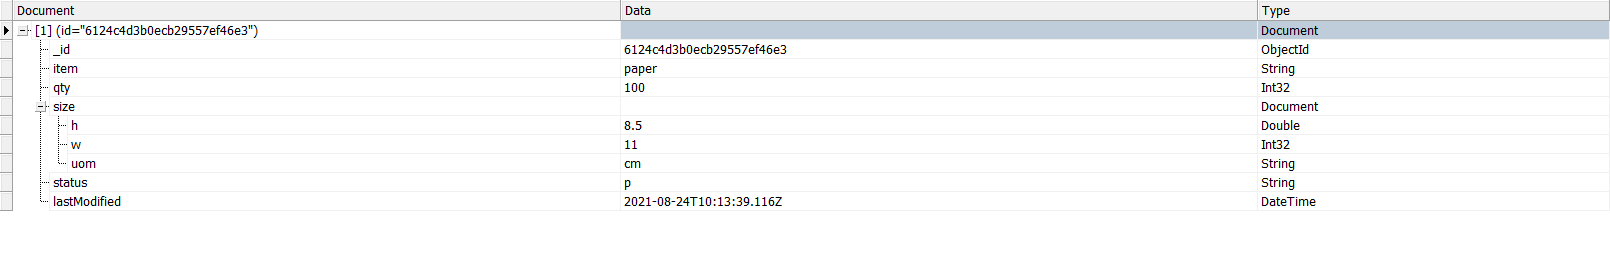 Document Data Type
[1] (id="6124c4d3b0ecb29557ef46e3") Document
_id 6124c4d3b0ecb29557ef46e3 ObjectId
item paper String
qty 100 Int32
size Document
h 8.5 Double
w 11 Int32
uom cm String
status p String
lastModified 2021-08-24T10:13:39.116Z DateTime